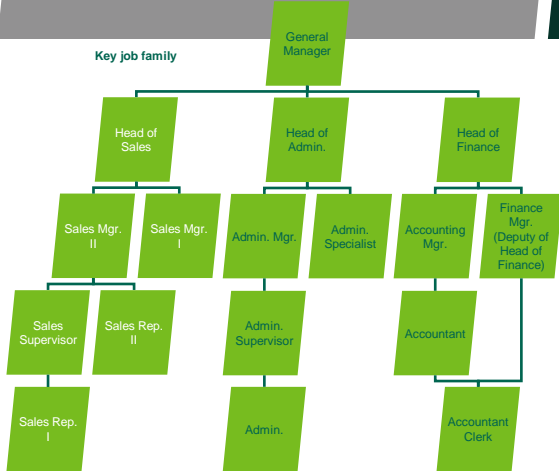 General
Manager
Key job family
Head of
Sales
Head of
Admin.
Head of
Finance
Sales Mgr.
II
Sales Mgr.
I
Admin. Mgr.
Admin.
Specialist
Accounting
Mgr.
Finance
Mgr.
(Deputy of
Head of
Finance)
Sales
Supervisor
Sales Rep.
II
Admin.
Supervisor
Accountant
Sales Rep.
I
Admin.
Accountant
Clerk